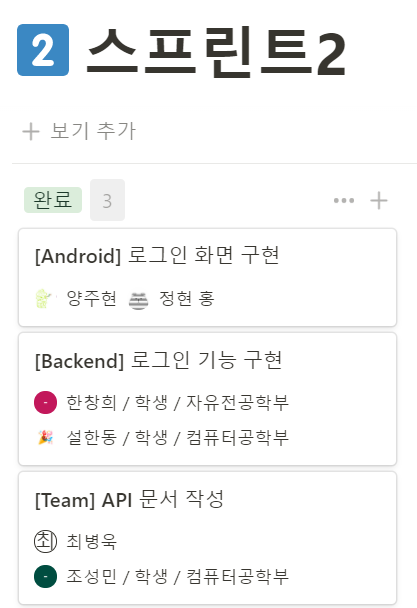 2 스프린트2
보기 추가
완료 3
[Android] 로그인 화면 구현
양주현 정현 홍
[Backend] 로그인 기능 구현
한창희 / 학생 / 자유전공학부
설한동 / 학생 / 컴퓨터공학부
[Team] API 문서 작성
최 최병욱
조성민 / 학생 / 컴퓨터공학부